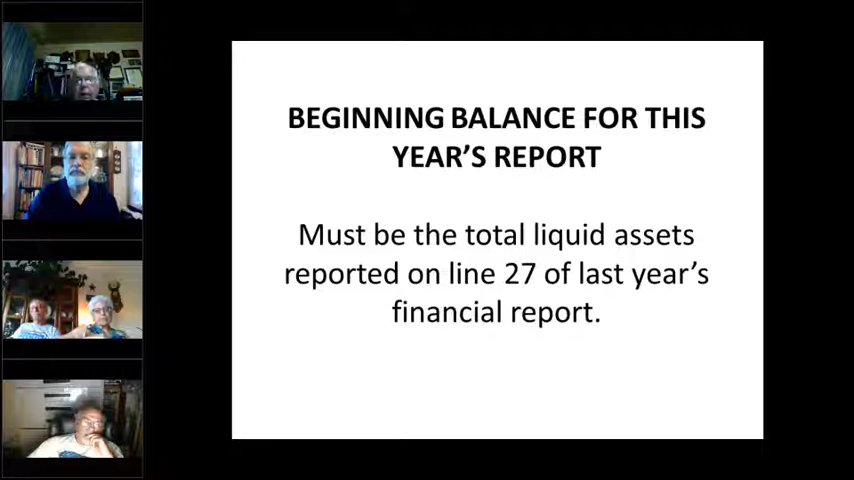 BEGINNING BALANCE FOR THIS
YEAR’S REPORT
Must be the total liquid assets
reported on line 27 of last year’s
financial report.